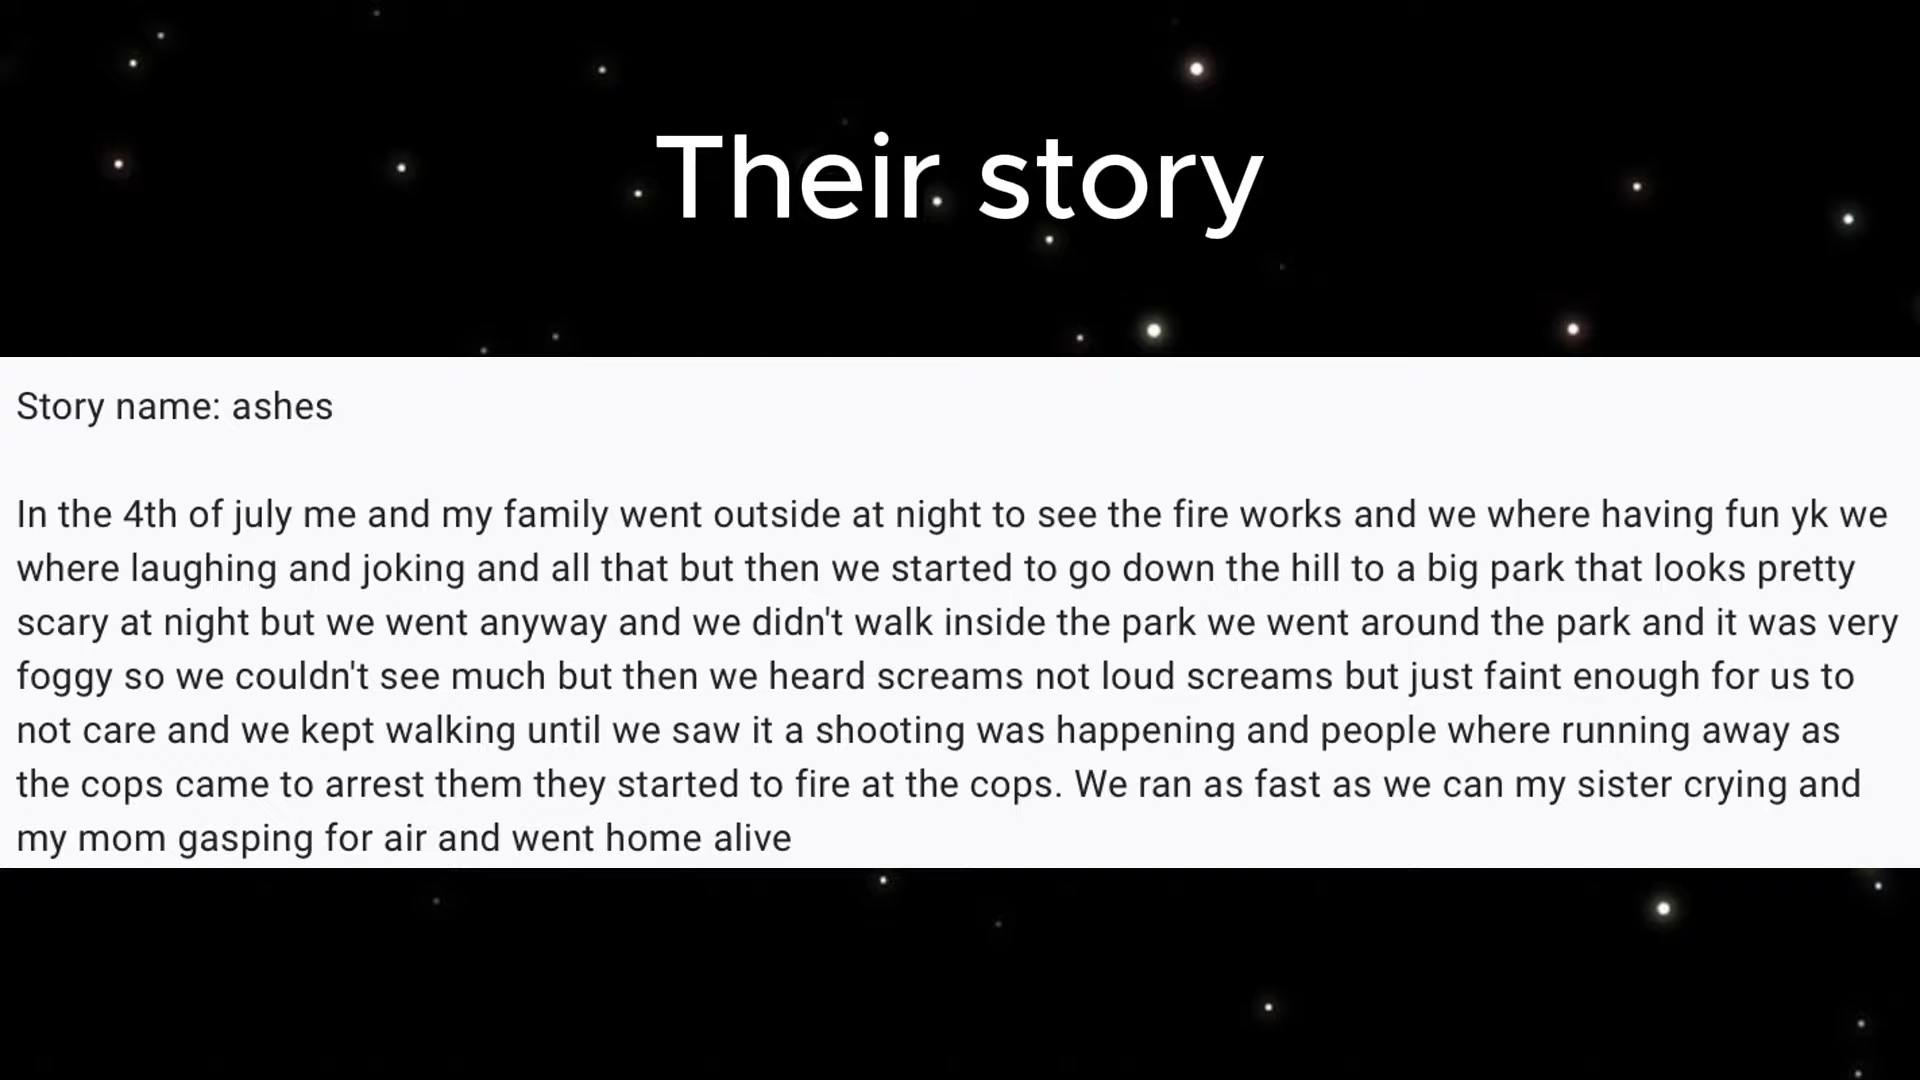 Their story
Story name: ashes
In the 4th of july me and my family went outside at night to see the fire works and we where having fun yk we
where laughing and joking and all that but then we started to go down the hill to a big park that looks pretty
scary at night but we went anyway and we didn't walk inside the park we went around the park and it was very
foggy so we couldn't see much but then we heard screams not loud screams but just faint enough for us to
not care and we kept walking until we saw it a shooting was happening and people where running away as
the cops came to arrest them they started to fire at the cops. We ran as fast as we can my sister crying and
my mom gasping for air and went home alive